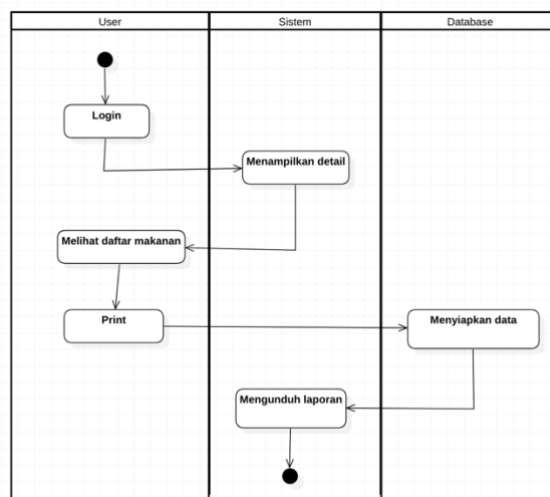 User
Sistem
Database
Login
Menampilkan detail
Melihat daftar makanan
Print
Menyiapkan data
Mengunduh laporan